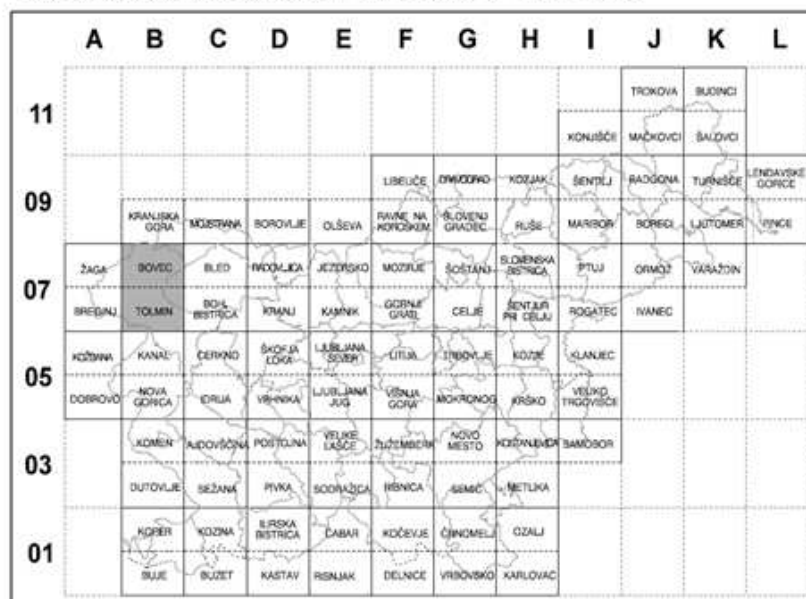 A B C D E F G H I J K L
TROKOVA BUDINCI
11
KONJIŠČE MAČKOVCI ŠALOVCI
LIBELIČE DRAVOGRAD KOZJAK ŠENTILJ RADGONA TURNIŠČE LENDAVSKE GORICE
09
KRANJSKA GORA MOJSTRANA BOROVLJE OLŠEVA RAVNE NA KOROŠKEM SLOVENJ GRADEC RUŠE MARIBOR BORECI LJUTOMER PINCE
ŽAGA BOVEC BLED RADOVLJICA JEZERSKO MOZIRJE ŠOŠTANJ SLOVENSKA BISTRICA PTUJ ORMOŽ VARAŽDIN
07
BREGINJ TOLMIN BOHI. BISTRICA KRANJ KAMNIK GORNJI GRAD CELJE ŠENTJUR PRI CELJU ROGATEC IVANEC
KOŽBANA KANAL CERKNO ŠKOFJA LOKA LJUBLJANA SEVER LITIJA TRBOVLJE KOZJE KLANJEC
05
DOBROVO NOVA GORICA IDRIJA VRHNIKA LJUBLJANA JUG VIŠNJA GORA MOKRONOG KRŠKO VELIKO TRGOVIŠČE
KOMEN AJDOVŠČINA POSTOJNA VELIKE LAŠČE ŽUŽEMBERK NOVO MESTO KOSTANJEVICA SAMOBOR
03
DUTOVLJE SEŽANA PIVKA SODRAŽICA RIBNICA SEMIČ METLIKA
KOPER KOZINA ILIRSKA BISTRICA ČABAR KOČEVJE ČRNOMELJ OZALJ
01
BUJE BUZET KASTAV RISNJAK DELNICE VRBOVSKO KARLOVAC